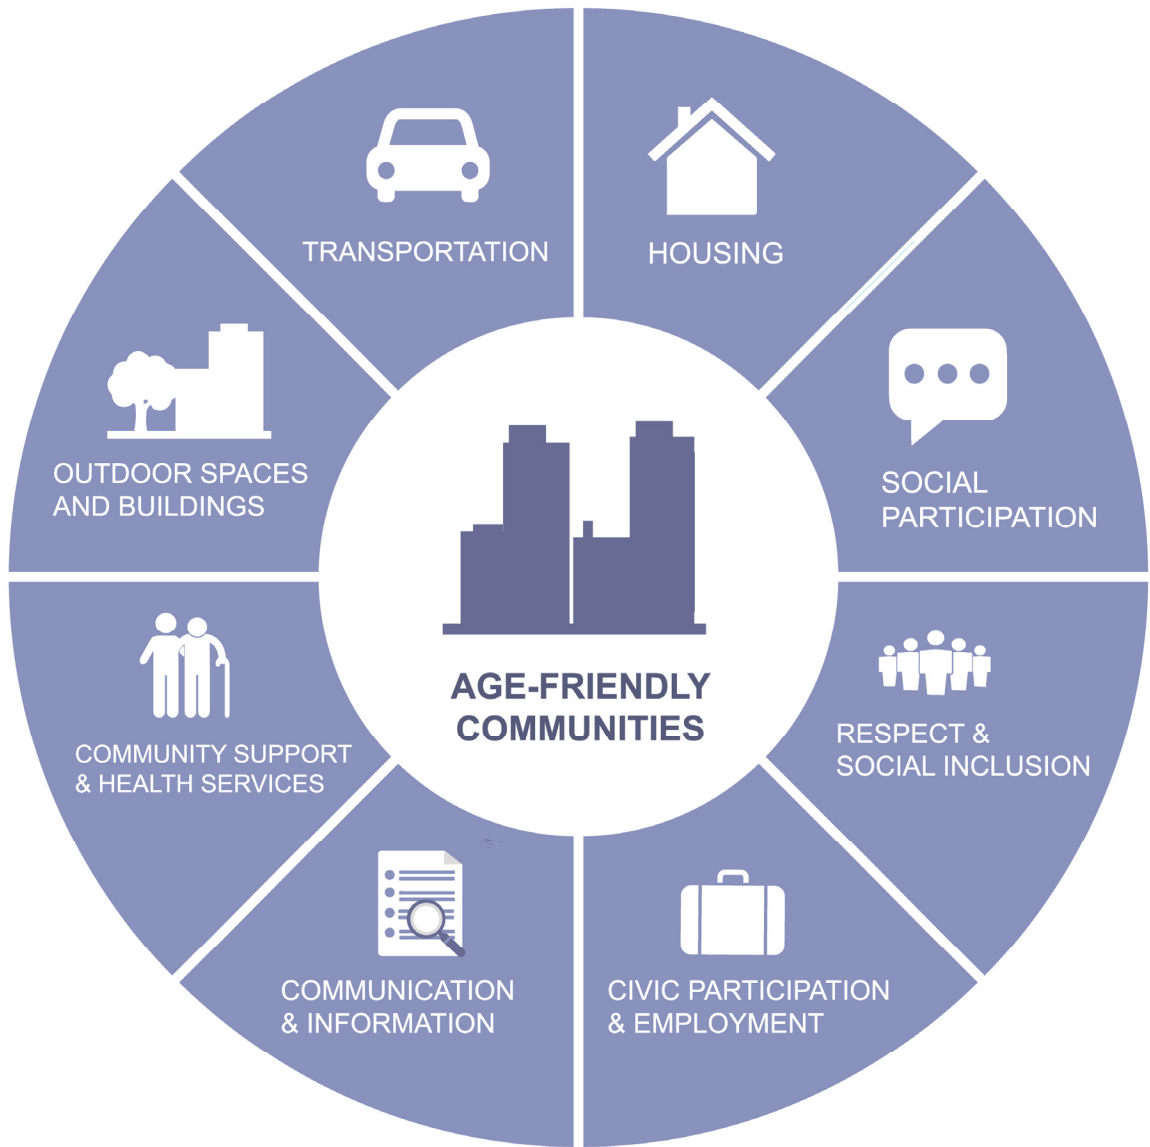 TRANSPORTATION
HOUSING
SOCIAL
PARTICIPATION
RESPECT &
SOCIAL INCLUSION
CIVIC PARTICIPATION
& EMPLOYMENT
COMMUNICATION
& INFORMATION
COMMUNITY SUPPORT
& HEALTH SERVICES
OUTDOOR SPACES
AND BUILDINGS
AGE-FRIENDLY
COMMUNITIES